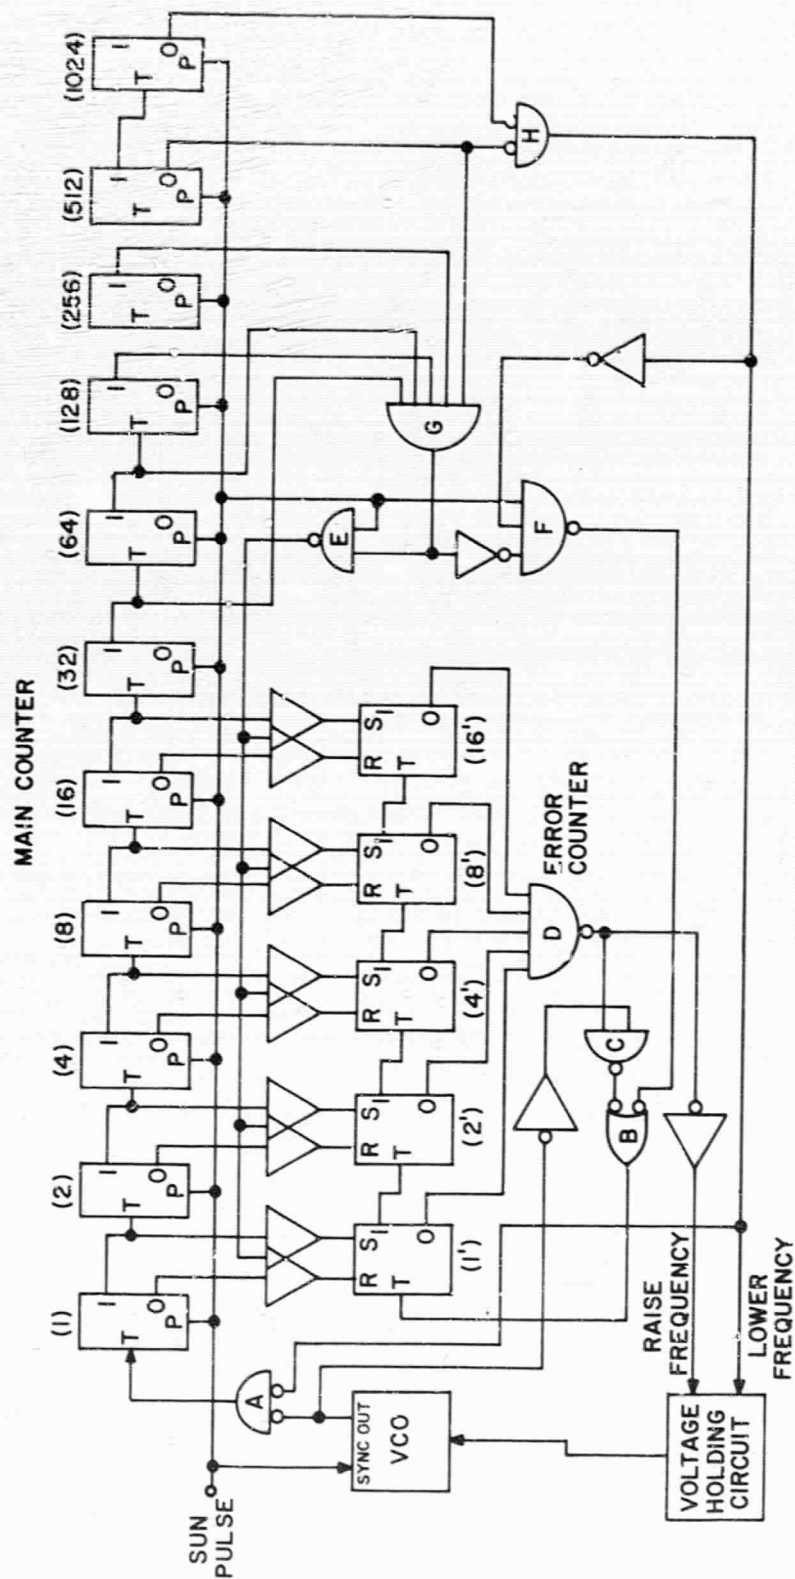 MAIN COUNTER
(1)
(2)
(4)
(8)
(16)
(32)
(64)
(128)
(256)
(512)
(1024)
T I O P
T I O P
T I O P
T I O P
T I O P
T I O P
T I O P
T I O P
T I O P
T I O P
T I O P
SUN
PULSE
A
R S I T O
R S I T O
R S I T O
R S I T O
R S I T O
(1')
(2')
(4')
(8')
(16')
ERROR
COUNTER
E
G
H
F
D
C
B
SYNC OUT
VCO
RAISE
FREQUENCY
LOWER
FREQUENCY
VOLTAGE
HOLDING
CIRCUIT